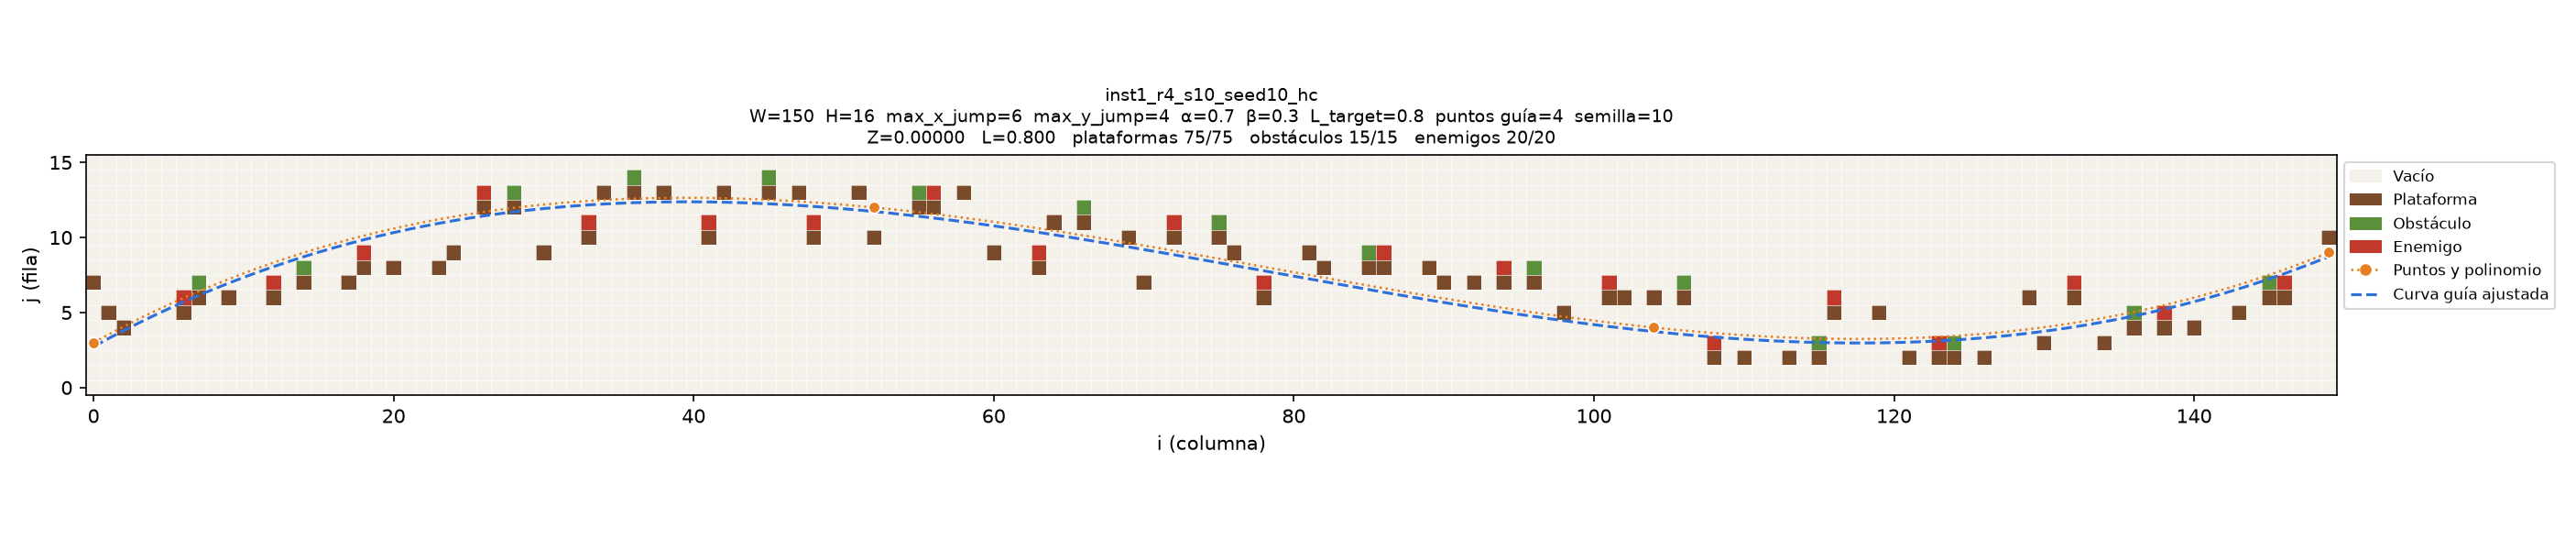 inst1_r4_s10_seed10_hc
W=150  H=16  max_x_jump=6  max_y_jump=4  α=0.7  β=0.3  L_target=0.8  puntos guía=4  semilla=10
Z=0.00000   L=0.800   plataformas 75/75   obstáculos 15/15   enemigos 20/20
15
10
5
0
j (fila)
0 20 40 60 80 100 120 140
i (columna)
Vacío
Plataforma
Obstáculo
Enemigo
Puntos y polinomio
Curva guía ajustada